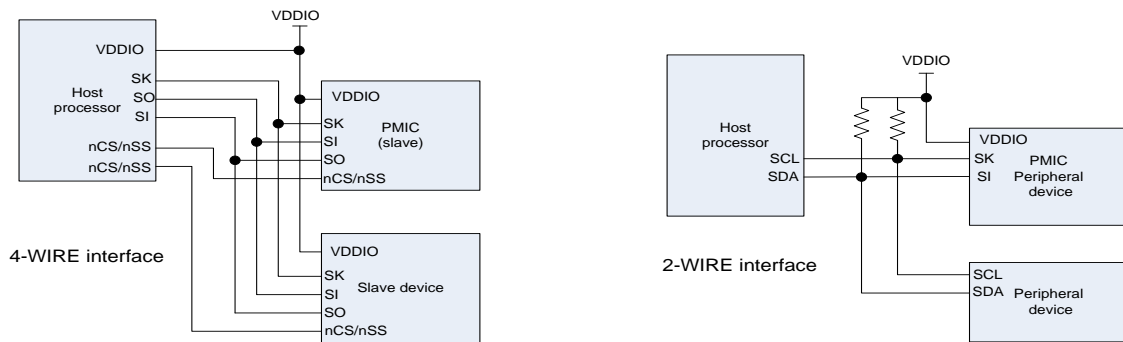 VDDIO
VDDIO
SK
SO
SI
nCS/nSS
nCS/nSS
Host
processor
VDDIO
SK
SI
SO
nCS/nSS
PMIC
(slave)
4-WIRE interface
VDDIO
SK
SI
SO
nCS/nSS
Slave device
VDDIO
Host
processor
SCL
SDA
VDDIO
SK
SI
PMIC
Peripheral
device
2-WIRE interface
SCL
SDA
Peripheral
device